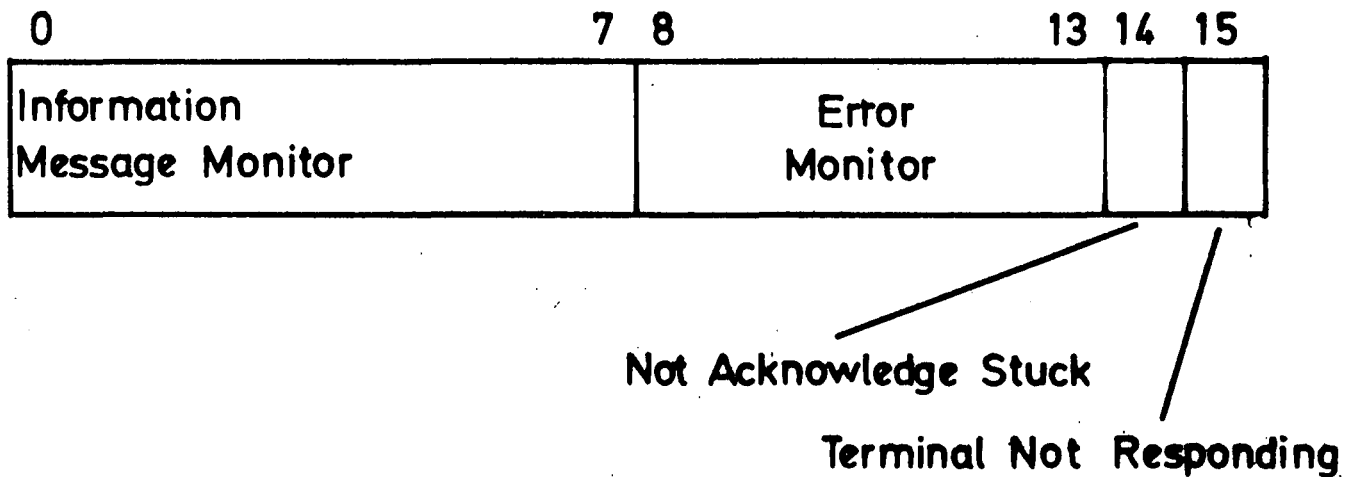 0 7 8 13 14 15
Information
Message Monitor
Error
Monitor
Not Acknowledge Stuck
Terminal Not Responding